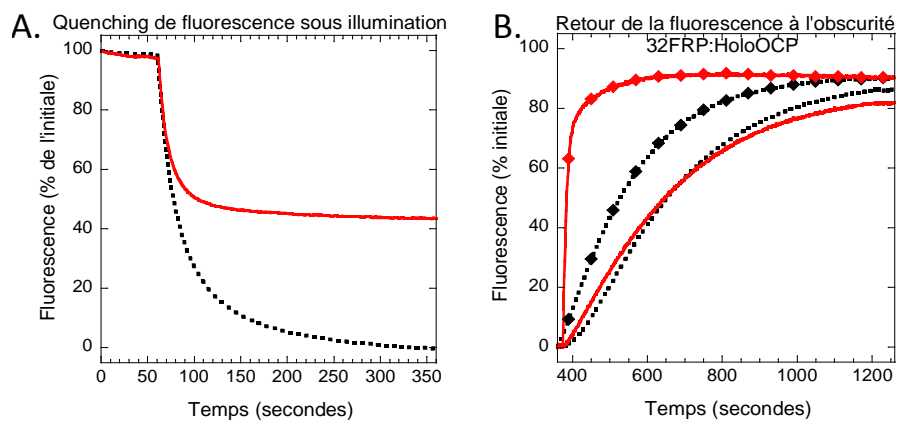 A.
Quenching de fluorescence sous illumination
Fluorescence (% de l'initiale)
100
80
60
40
20
0
0 50 100 150 200 250 300 350
Temps (secondes)
B.
Retour de la fluorescence à l'obscurité
32FRP:HoloOCP
Fluorescence (% initiale)
100
80
60
40
20
0
400 600 800 1000 1200
Temps (secondes)